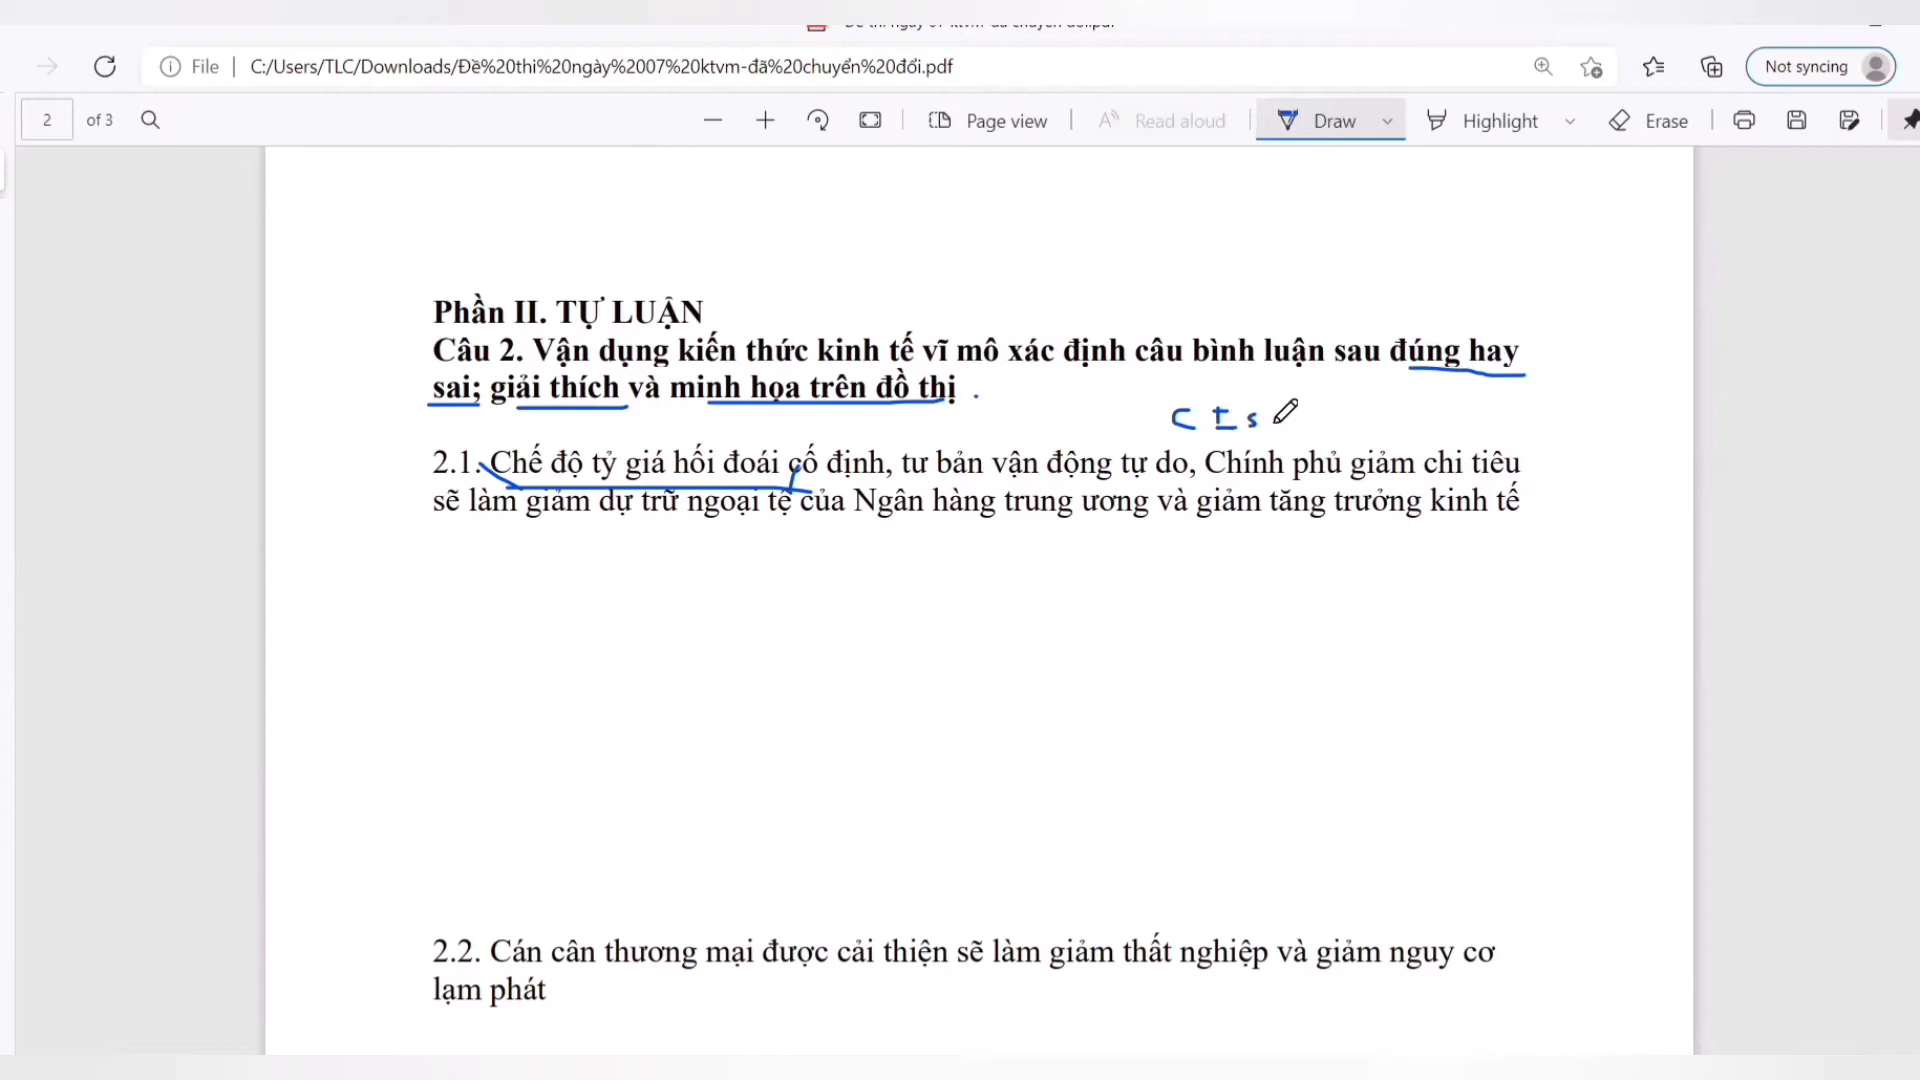 File C:/Users/TLC/Downloads/Đề%20thi%20ngày%2007%20ktvm-đã%20chuyển%20đổi.pdf Not syncing
2 of 3 Page view Read aloud Draw Highlight Erase
Phần II. TỰ LUẬN
Câu 2. Vận dụng kiến thức kinh tế vĩ mô xác định câu bình luận sau đúng hay
sai; giải thích và minh họa trên đồ thị
C I S
2.1. Chế độ tỷ giá hối đoái cố định, tư bản vận động tự do, Chính phủ giảm chi tiêu
sẽ làm giảm dự trữ ngoại tệ của Ngân hàng trung ương và giảm tăng trưởng kinh tế
2.2. Cán cân thương mại được cải thiện sẽ làm giảm thất nghiệp và giảm nguy cơ
lạm phát